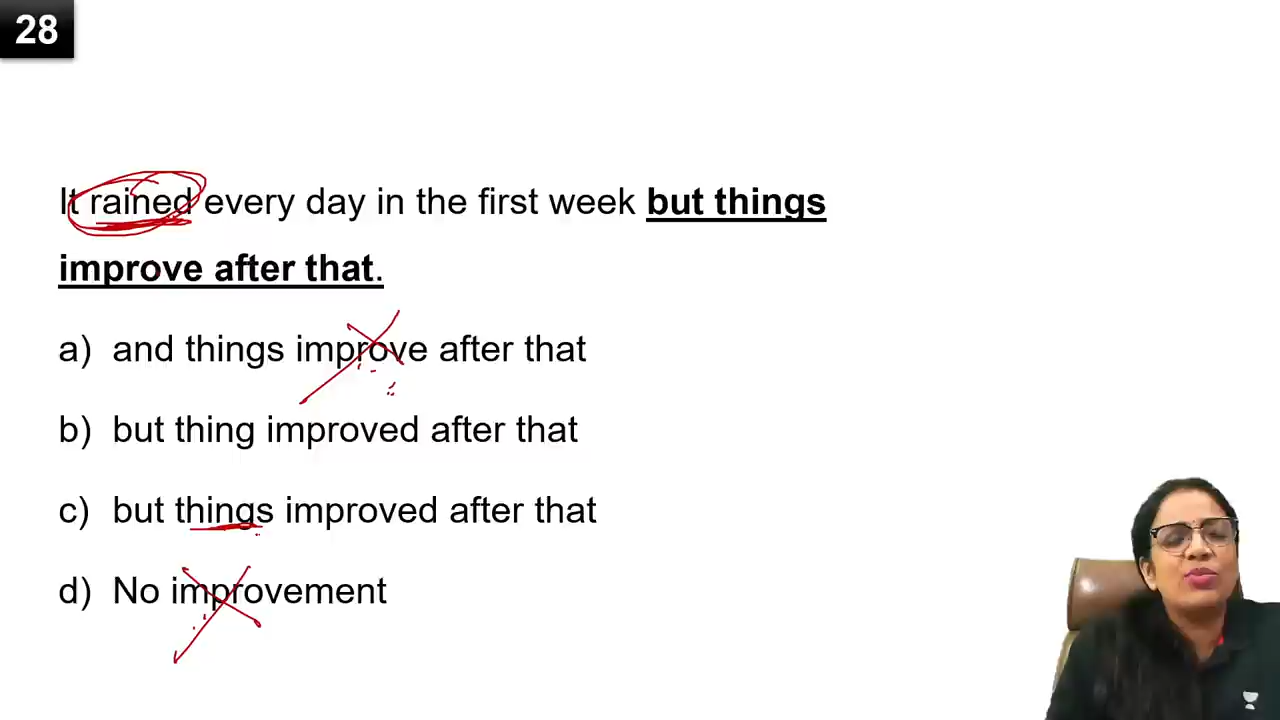 28
It rained every day in the first week but things
improve after that.
a) and things improve after that
b) but thing improved after that
c) but things improved after that
d) No improvement